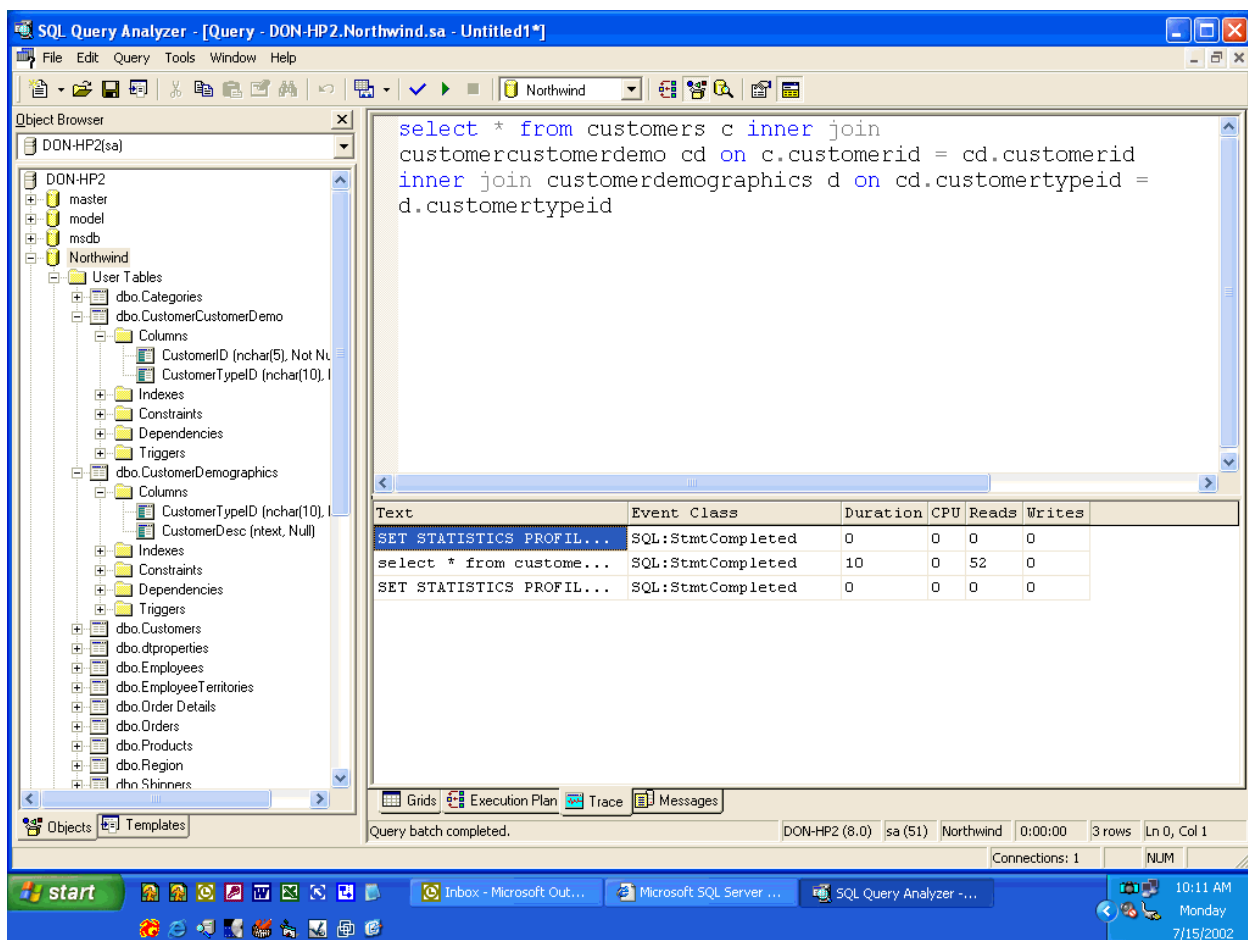 SQL Query Analyzer - [Query - DON-HP2.Northwind.sa - Untitled1*]
File Edit Query Tools Window Help
Northwind
Object Browser
DON-HP2(sa)
DON-HP2
master
model
msdb
Northwind
User Tables
dbo.Categories
dbo.CustomerCustomerDemo
Columns
CustomerID (nchar(5), Not Nu
CustomerTypeID (nchar(10), I
Indexes
Constraints
Dependencies
Triggers
dbo.CustomerDemographics
Columns
CustomerTypeID (nchar(10), I
CustomerDesc (ntext, Null)
Indexes
Constraints
Dependencies
Triggers
dbo.Customers
dbo.dtproperties
dbo.Employees
dbo.EmployeeTerritories
dbo.Order Details
dbo.Orders
dbo.Products
dbo.Region
dbo.Shippers
Objects Templates
select * from customers c inner join
customercustomerdemo cd on c.customerid = cd.customerid
inner join customerdemographics d on cd.customertypeid =
d.customertypeid
Text Event Class Duration CPU Reads Writes
SET STATISTICS PROFIL... SQL:StmtCompleted 0 0 0 0
select * from custome... SQL:StmtCompleted 10 0 52 0
SET STATISTICS PROFIL... SQL:StmtCompleted 0 0 0 0
Grids Execution Plan Trace Messages
Query batch completed. DON-HP2 (8.0) sa (51) Northwind 0:00:00 3 rows Ln 0, Col 1
Connections: 1 NUM
start Inbox - Microsoft Out... Microsoft SQL Server ... SQL Query Analyzer -... 10:11 AM
Monday
7/15/2002